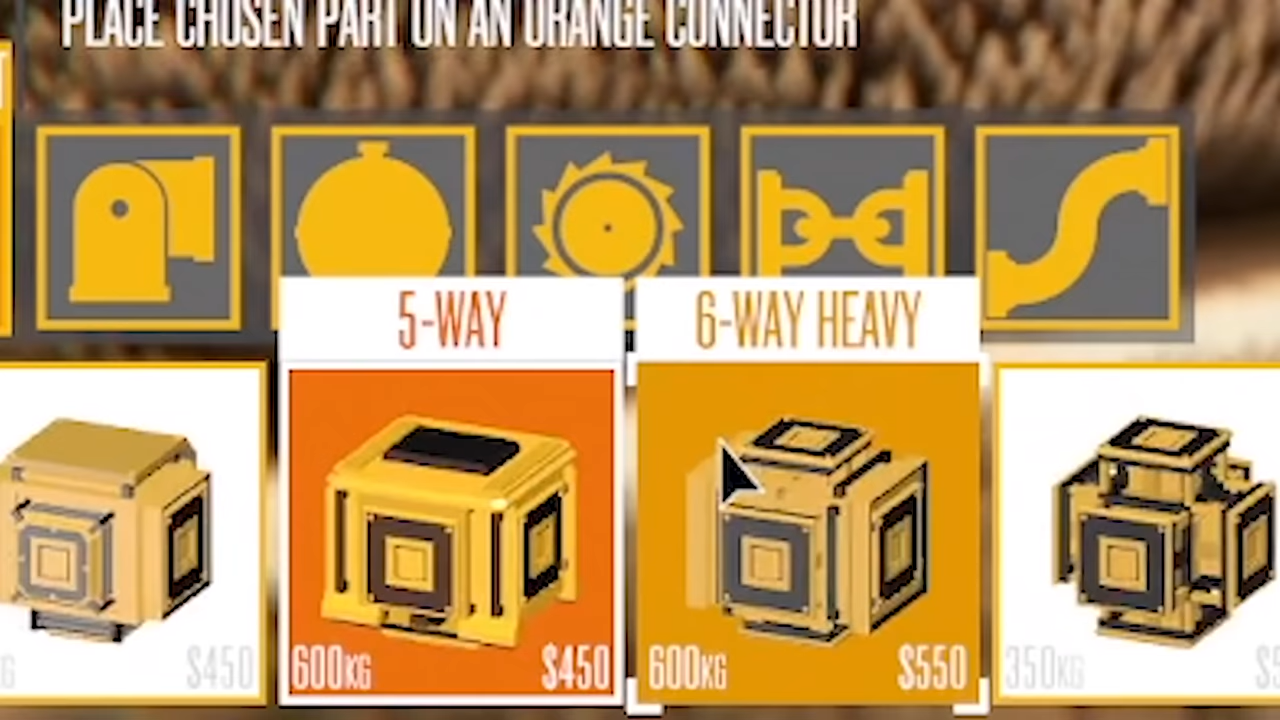 PLACE CHOSEN PART ON AN ORANGE CONNECTOR
5-WAY
6-WAY HEAVY
$450
600KG
$450
600KG
$550
350KG